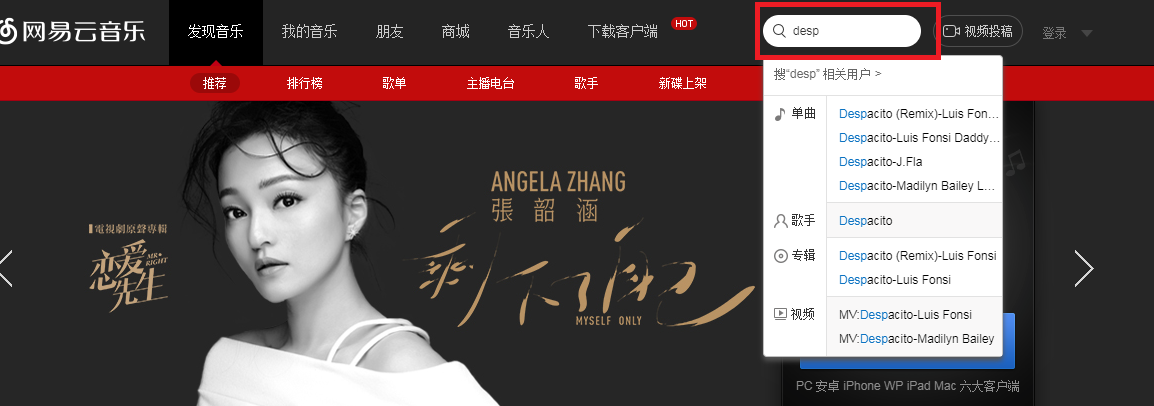 网易云音乐
发现音乐 我的音乐 朋友 商城 音乐人 下载客户端 HOT
desp
视频投稿 登录
推荐 排行榜 歌单 主播电台 歌手 新碟上架
搜“desp” 相关用户 >
单曲
Despacito (Remix)-Luis Fon...
Despacito-Luis Fonsi Daddy...
Despacito-J.Fla
Despacito-Madilyn Bailey L...
歌手
Despacito
专辑
Despacito (Remix)-Luis Fonsi
Despacito-Luis Fonsi
视频
MV:Despacito-Luis Fonsi
MV:Despacito-Madilyn Bailey
電視劇原聲專輯
恋爱
MR·RIGHT
先生
ANGELA ZHANG
張韶涵
剩下自己
MYSELF ONLY
PC 安卓 iPhone WP iPad Mac 六大客户端